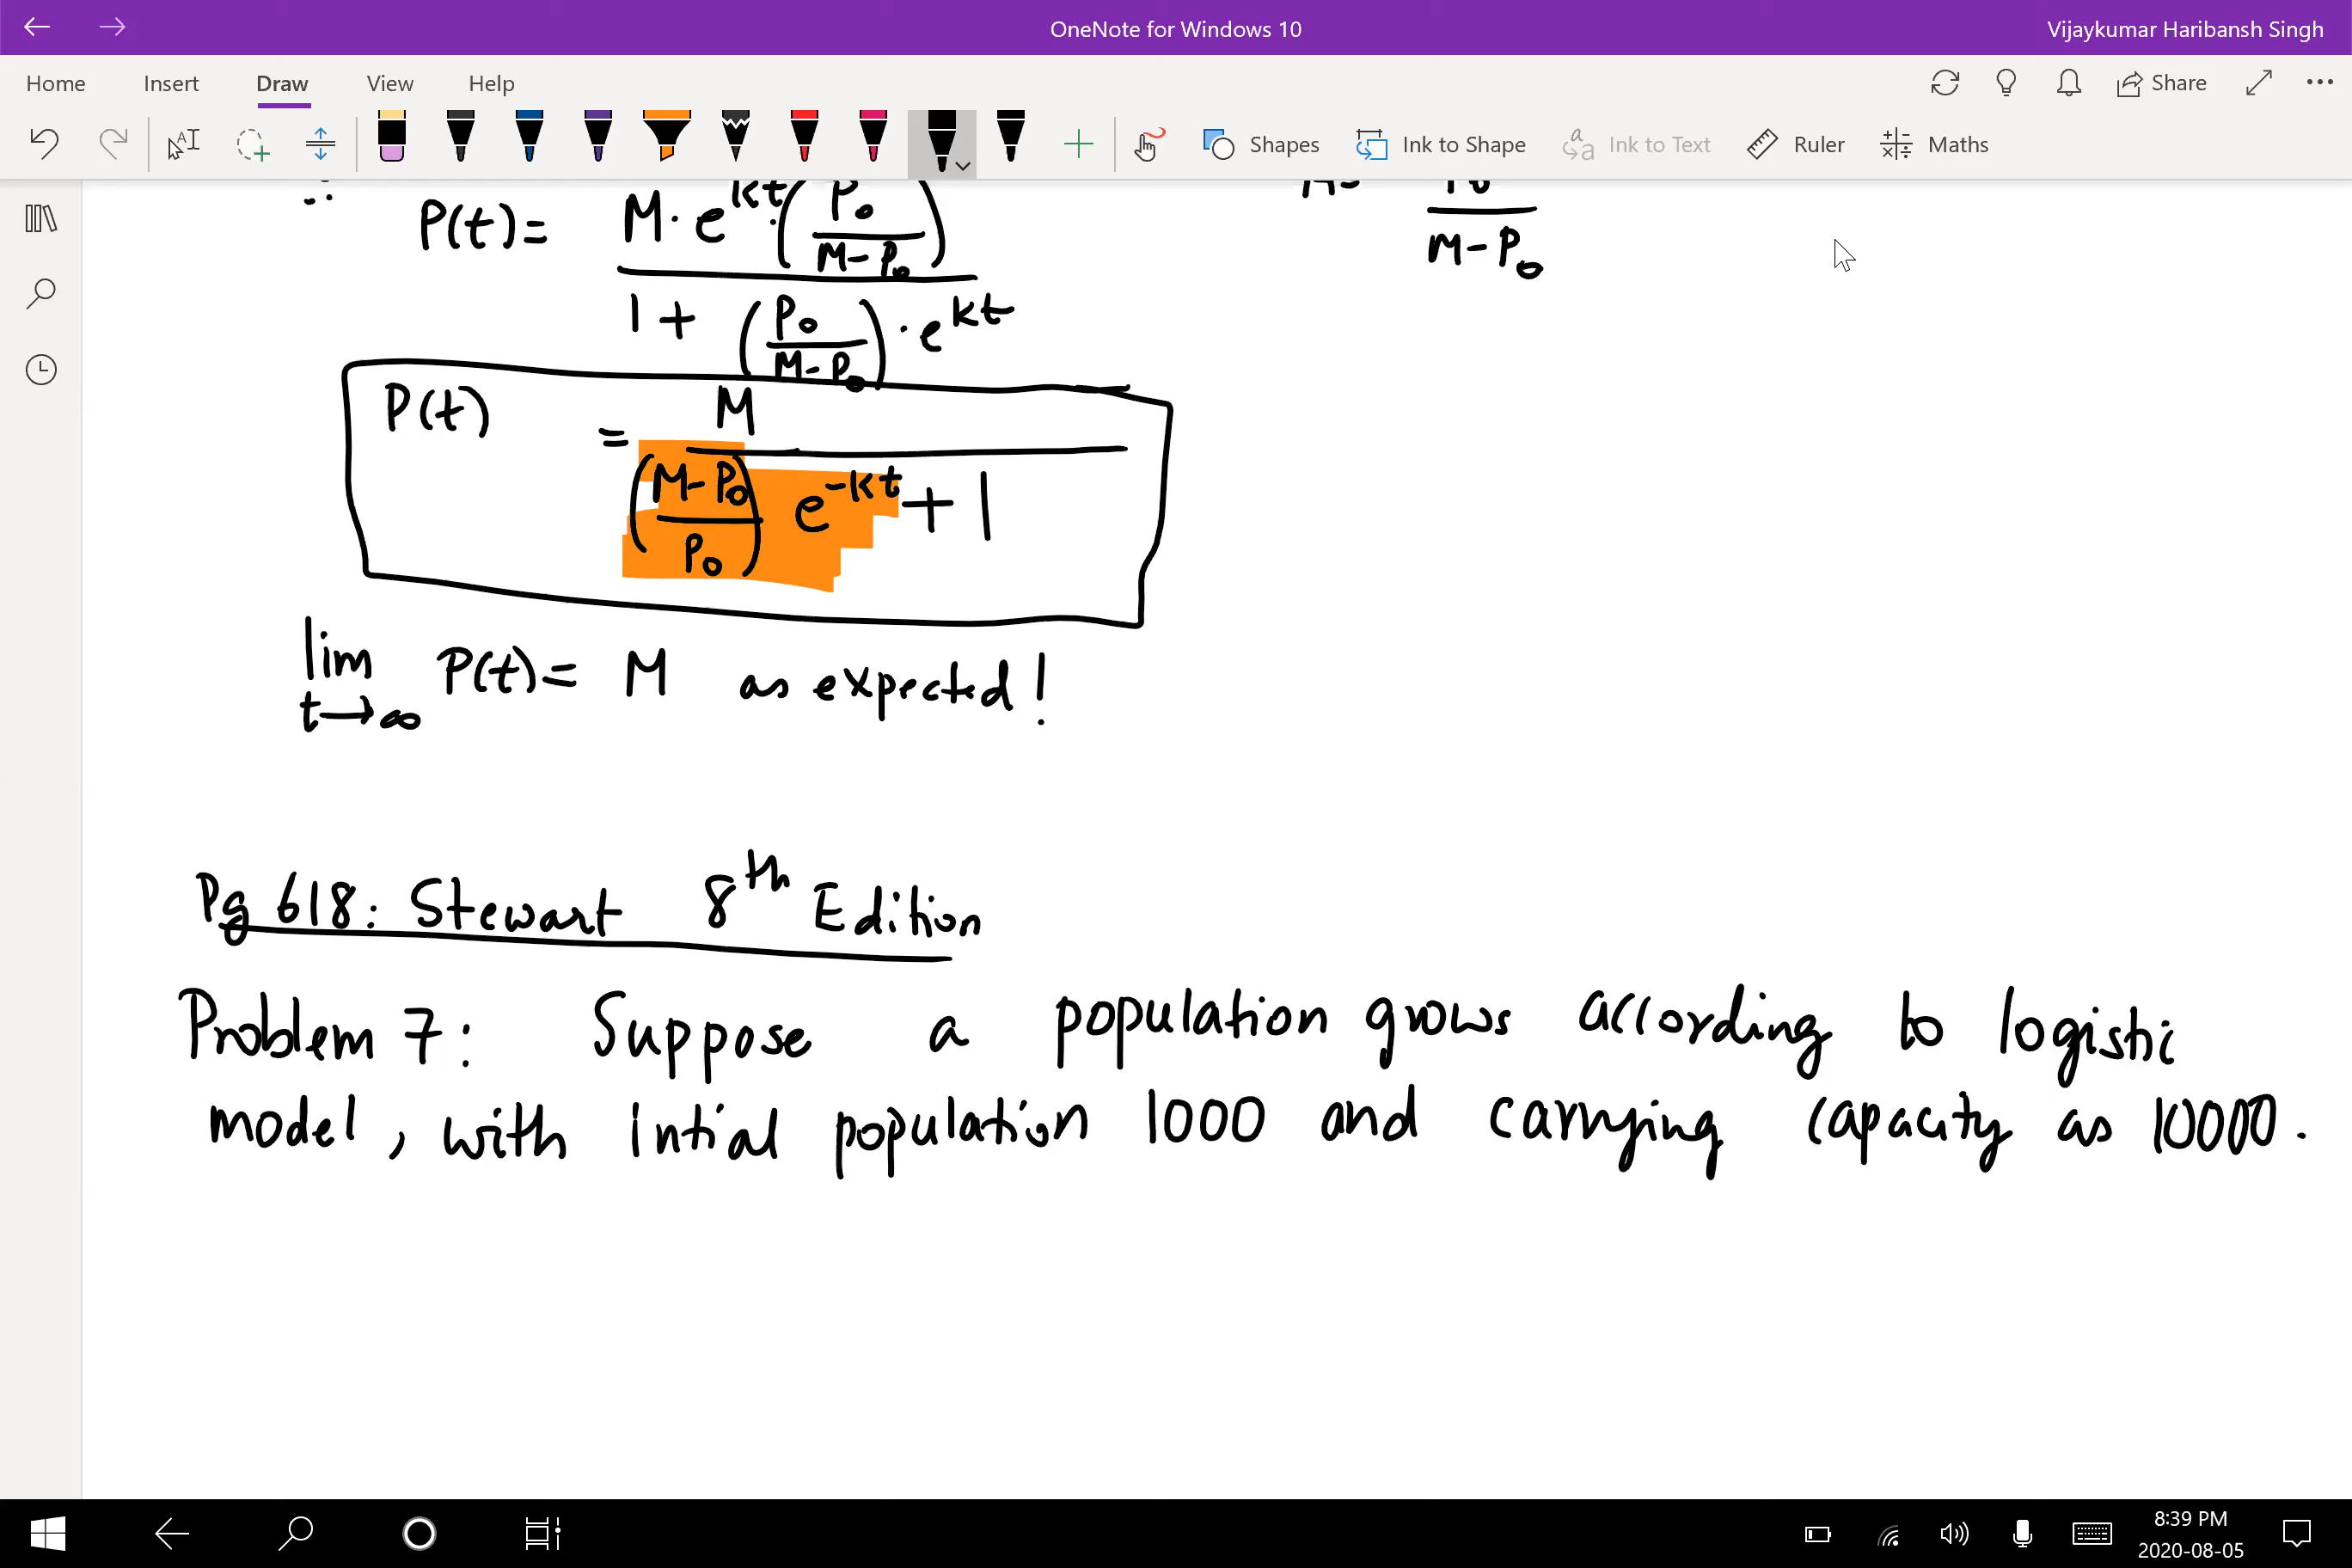 OneNote for Windows 10
Vijaykumar Haribansh Singh
Home Insert Draw View Help
Share
Shapes Ink to Shape Ink to Text Ruler Maths
∴ P(t) = M·e^{kt}·(P₀/(M-P₀)) / (1 + (P₀/(M-P₀))·e^{kt})
A = P₀/(M-P₀)
P(t) = M / (((M-P₀)/P₀) e^{-kt} + 1)
lim t→∞ P(t) = M as expected!
Pg 618: Stewart 8th Edition
Problem 7: Suppose a population grows according to logistic
model, with intial population 1000 and carrying capacity as 10000.
8:39 PM
2020-08-05